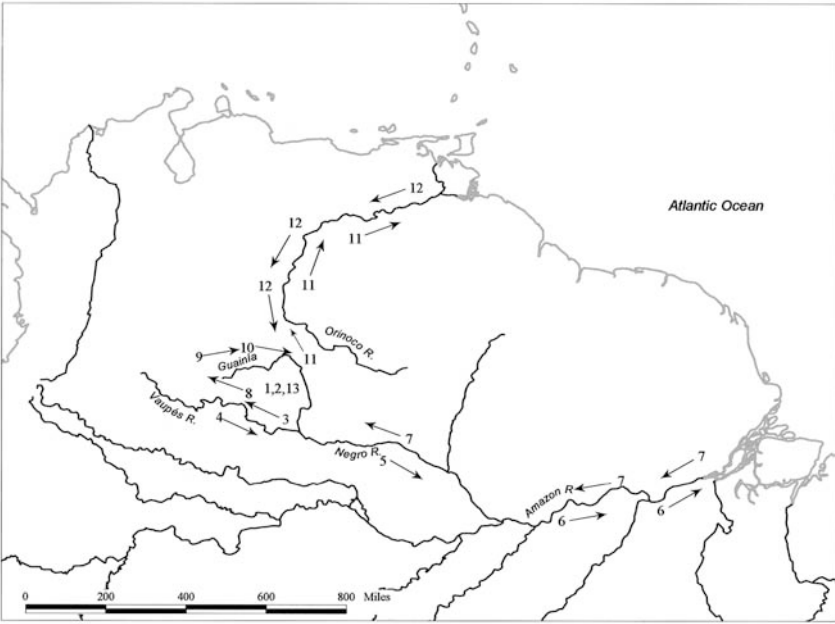 12
Atlantic Ocean
12
11
12
11
Orinoco R.
9
10
11
Guainía
8
1,2,13
Vaupés R.
4
3
7
Negro R.
5
7
7
Amazon R
6
6
0 200 400 600 800 Miles